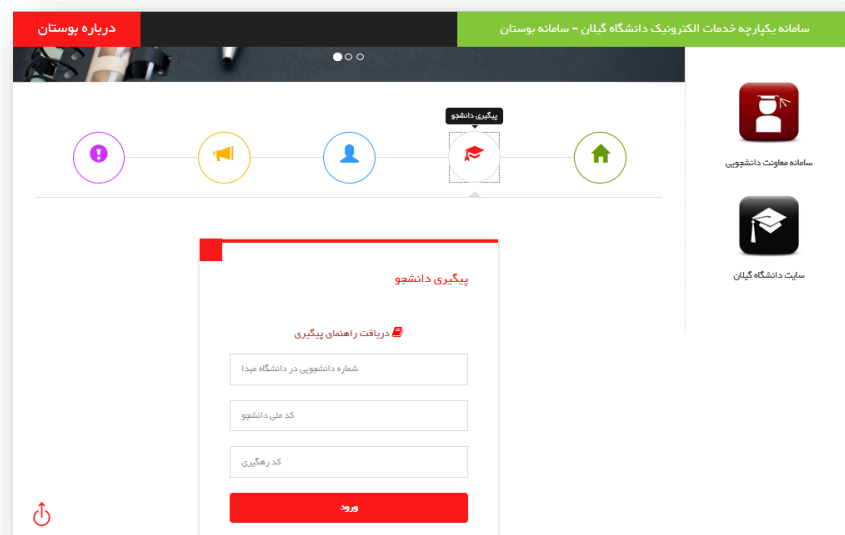 سامانه یکپارچه خدمات الکترونیک دانشگاه گیلان - سامانه بوستان
درباره بوستان
پیگیری دانشجو
سامانه معاونت دانشجویی
سایت دانشگاه گیلان
پیگیری دانشجو
دریافت راهنمای پیگیری
شماره دانشجویی در دانشگاه مبدا
کد ملی دانشجو
کد رهگیری
ورود